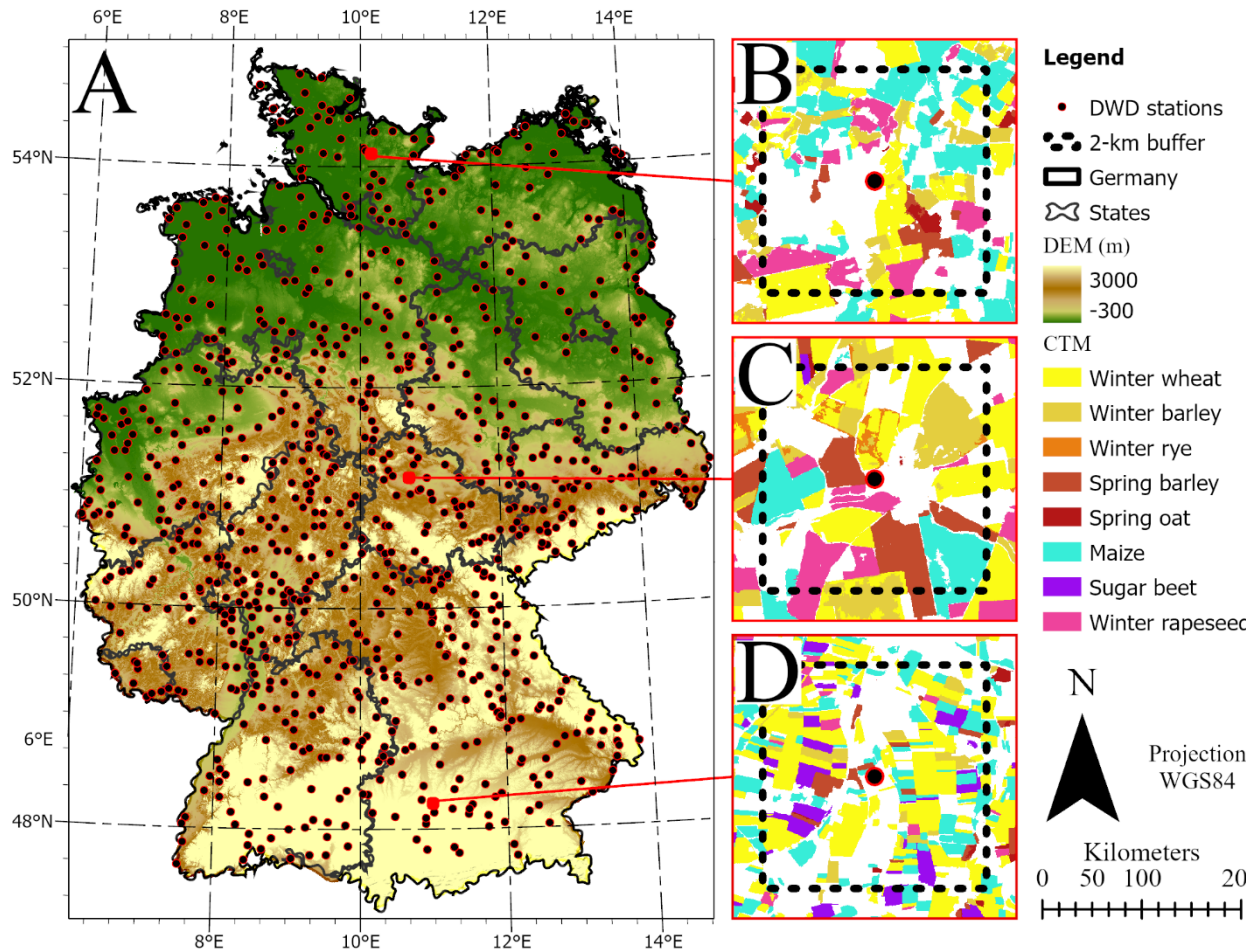 6°E 8°E 10°E 12°E 14°E
A
54°N
52°N
50°N
6°E
48°N
8°E 10°E 12°E 14°E
B
C
D
Legend
DWD stations
2-km buffer
Germany
States
DEM (m)
3000
-300
CTM
Winter wheat
Winter barley
Winter rye
Spring barley
Spring oat
Maize
Sugar beet
Winter rapeseed
N
Projection
WGS84
Kilometers
0 50 100 20